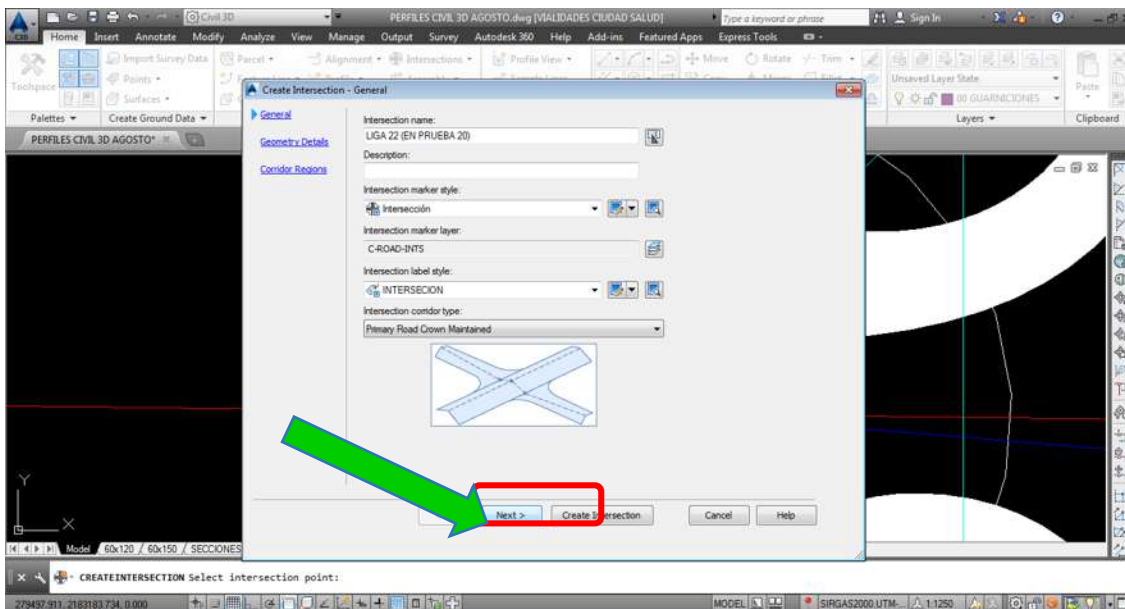 Civil 3D
PERFILES CIVIL 3D AGOSTO.dwg [VIALIDADES CIUDAD SALUD]
Type a keyword or phrase
Sign In
Home Insert Annotate Modify Analyze View Manage Output Survey Autodesk 360 Help Add-ins Featured Apps Express Tools
Toolspace
Import Survey Data
Parcel
Alignment
Intersections
Profile View
Move
Rotate
Trim
Unsaved Layer State
Paste
Points
Surfaces
00 GUARNICIONES
Palettes
Create Ground Data
Layers
Clipboard
PERFILES CIVIL 3D AGOSTO*
Create Intersection - General
General
Geometry Details
Corridor Regions
Intersection name:
LIGA 22 (EN PRUEBA 20)
Description:
Intersection marker style:
Intersección
Intersection marker layer:
C-ROAD-INTS
Intersection label style:
INTERSECION
Intersection corridor type:
Primary Road Crown Maintained
Next >
Create Intersection
Cancel
Help
Y
X
Model / 60x120 / 60x150 / SECCIONES
CREATEINTERSECTION Select intersection point:
279497.911, 2183183.734, 0.000
MODEL
SIRGAS2000.UTM-
1:1250